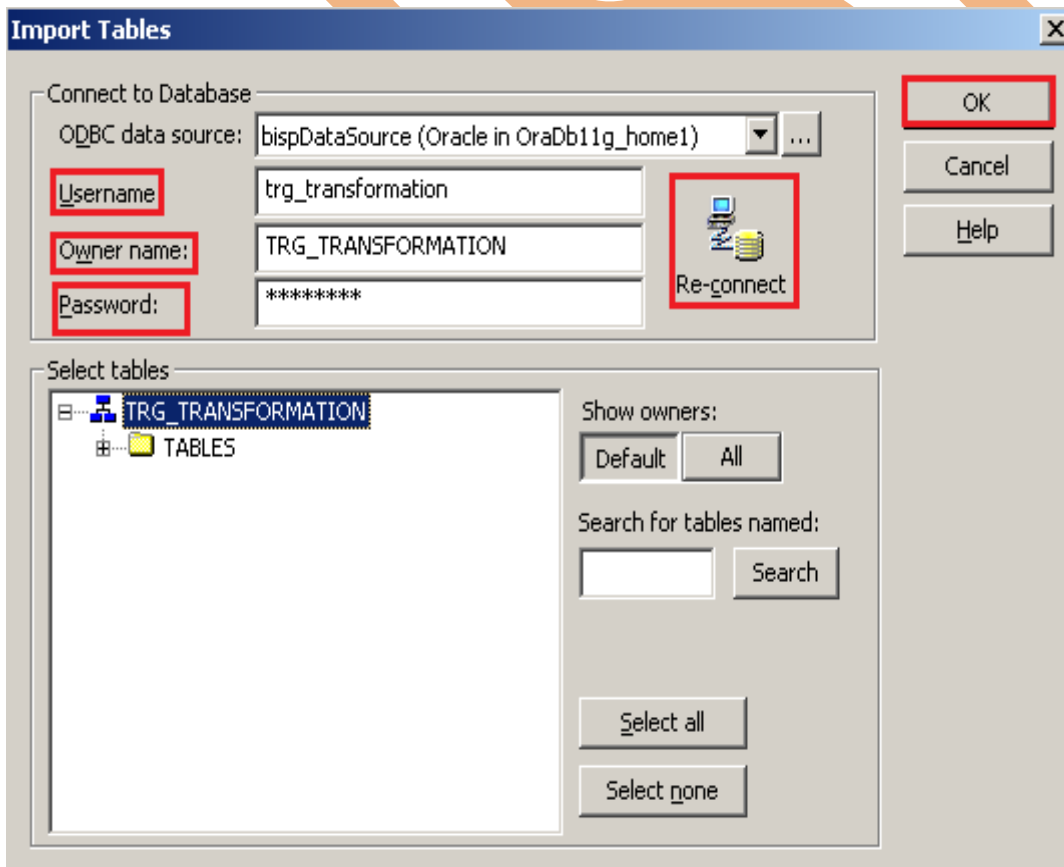 Import Tables
Connect to Database
ODBC data source:
bispDataSource (Oracle in OraDb11g_home1)
...
Username
trg_transformation
Owner name:
TRG_TRANSFORMATION
Password:
********
Re-connect
OK
Cancel
Help
Select tables
TRG_TRANSFORMATION
TABLES
Show owners:
Default
All
Search for tables named:
Search
Select all
Select none